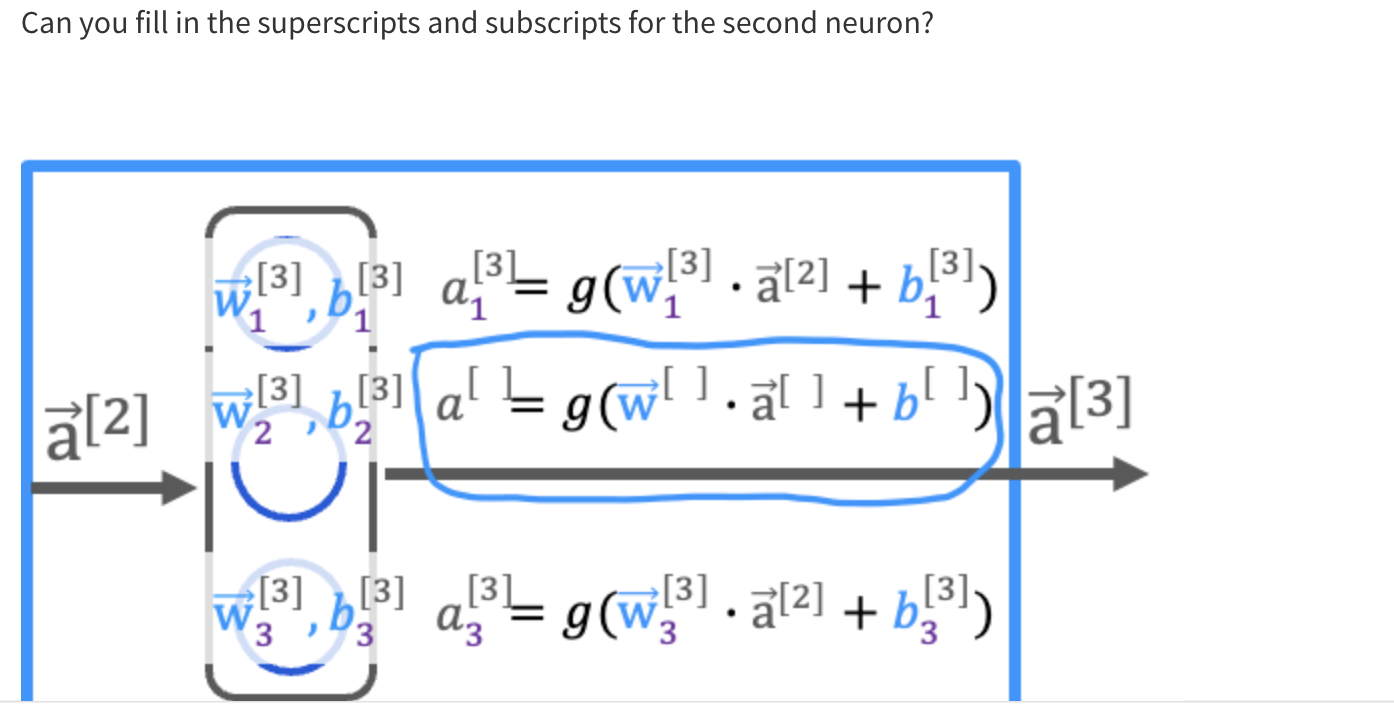 Can you fill in the superscripts and subscripts for the second neuron?
w⃗₁^[3], b₁^[3] a₁^[3] = g(w⃗₁^[3] · a⃗^[2] + b₁^[3])
a⃗^[2] w⃗₂^[3], b₂^[3] a^[ ] = g(w⃗^[ ] · a⃗^[ ] + b^[ ]) a⃗^[3]
w⃗₃^[3], b₃^[3] a₃^[3] = g(w⃗₃^[3] · a⃗^[2] + b₃^[3])